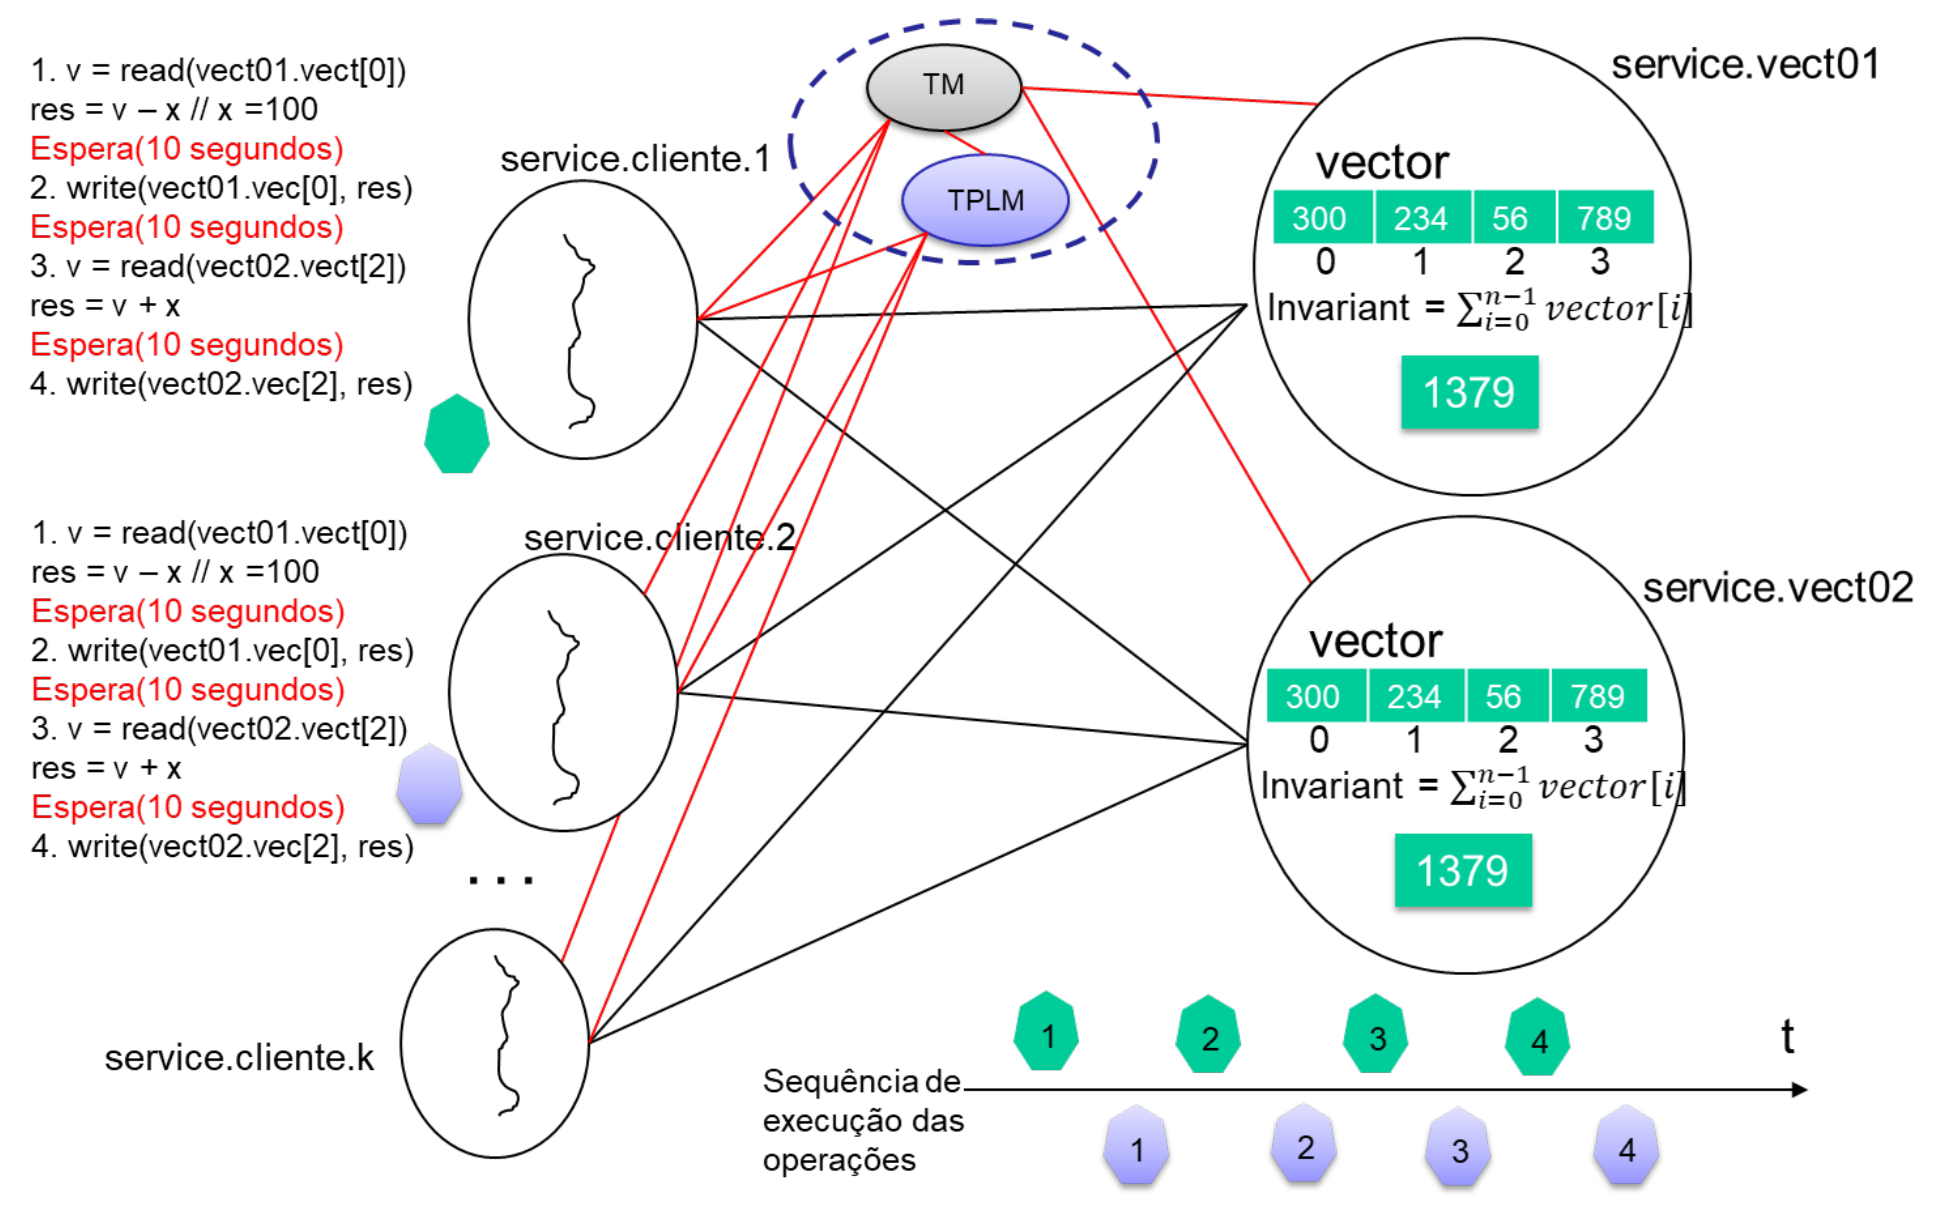 1. v = read(vect01.vect[0])
res = v – x // x =100
Espera(10 segundos)
2. write(vect01.vec[0], res)
Espera(10 segundos)
3. v = read(vect02.vect[2])
res = v + x
Espera(10 segundos)
4. write(vect02.vec[2], res)
service.cliente.1
TM
TPLM
service.vect01
vector
300 234 56 789
0 1 2 3
Invariant = ∑_{i=0}^{n−1} vector[i]
1379
1. v = read(vect01.vect[0])
res = v – x // x =100
Espera(10 segundos)
2. write(vect01.vec[0], res)
Espera(10 segundos)
3. v = read(vect02.vect[2])
res = v + x
Espera(10 segundos)
4. write(vect02.vec[2], res)
service.cliente.2
service.vect02
vector
300 234 56 789
0 1 2 3
Invariant = ∑_{i=0}^{n−1} vector[i]
1379
...
service.cliente.k
1 2 3 4
t
Sequência de
execução das
operações
1 2 3 4